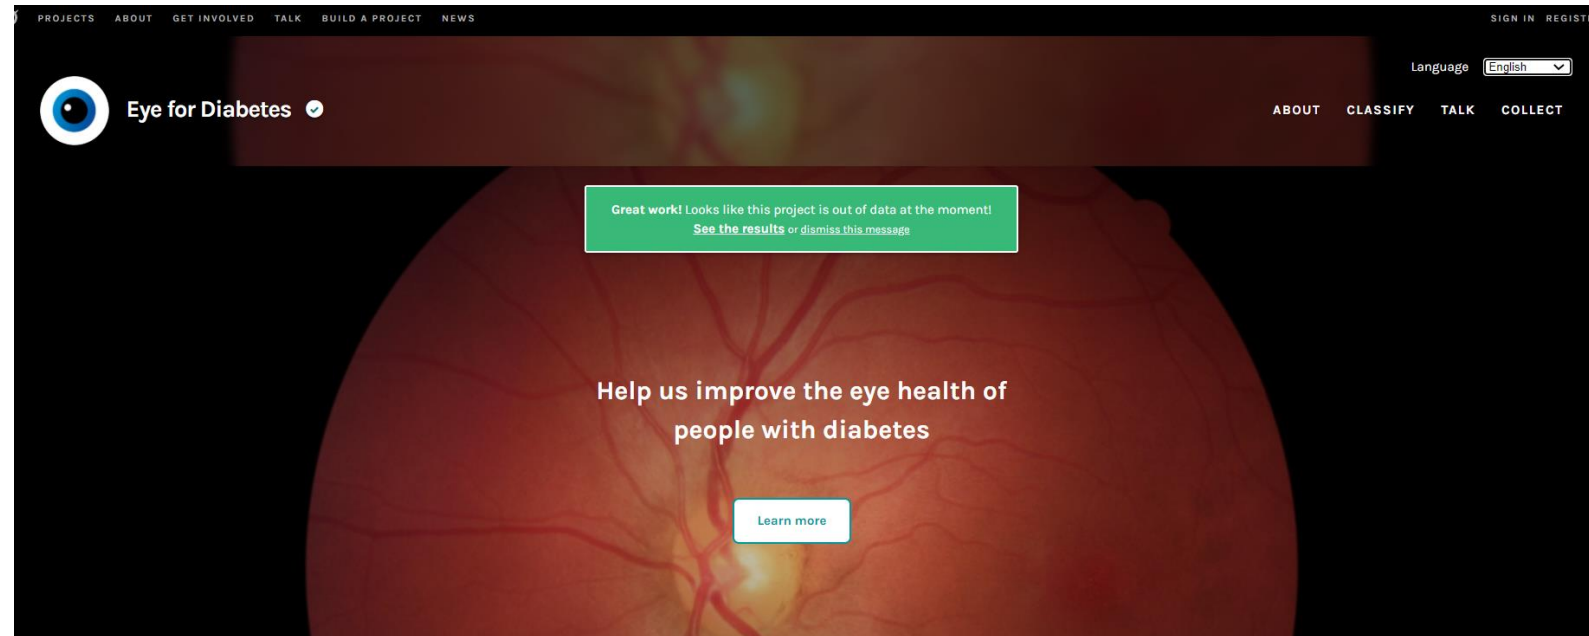 PROJECTS ABOUT GET INVOLVED TALK BUILD A PROJECT NEWS
SIGN IN
Language English
Eye for Diabetes
ABOUT CLASSIFY TALK COLLECT
Great work! Looks like this project is out of data at the moment!
See the results or dismiss this message
Help us improve the eye health of
people with diabetes
Learn more